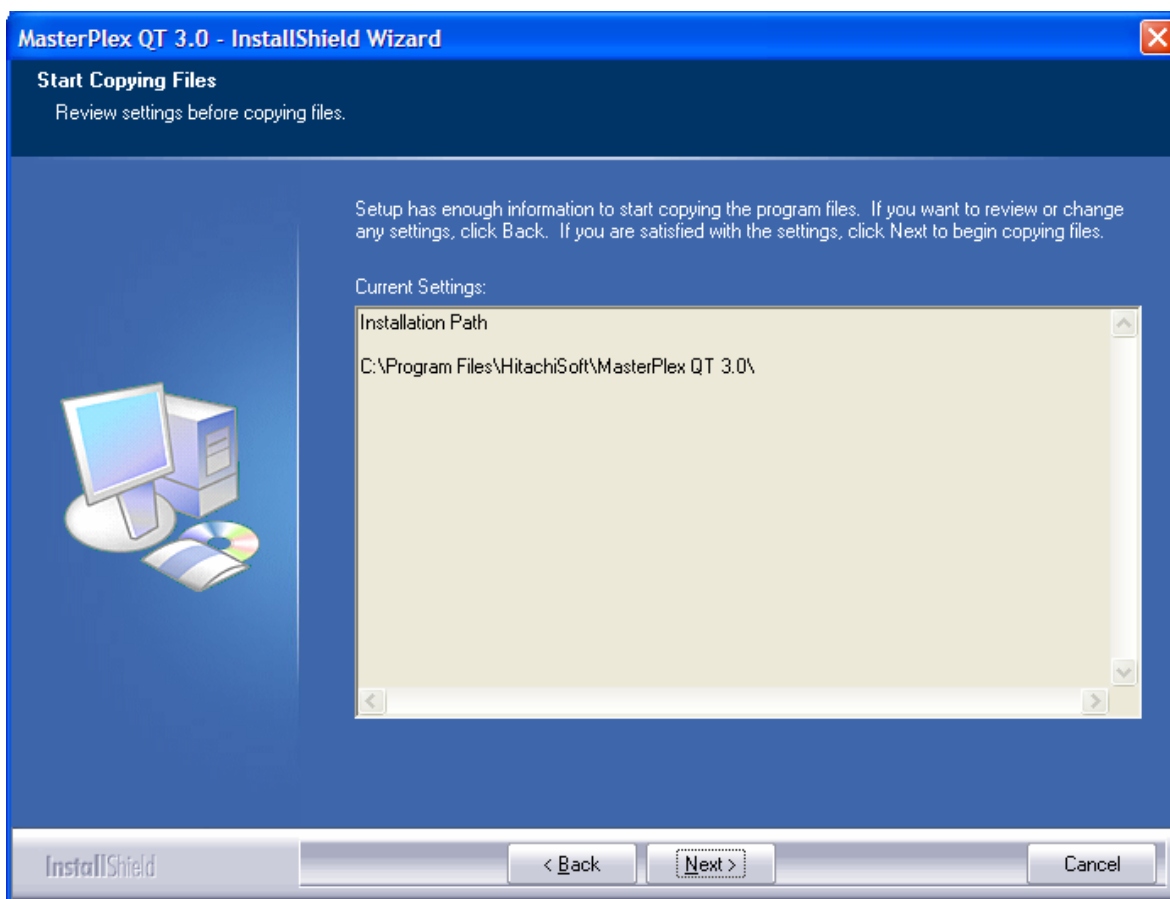 MasterPlex QT 3.0 - InstallShield Wizard
Start Copying Files
Review settings before copying files.
Setup has enough information to start copying the program files.  If you want to review or change
any settings, click Back.  If you are satisfied with the settings, click Next to begin copying files.
Current Settings:
Installation Path
C:\Program Files\HitachiSoft\MasterPlex QT 3.0\
InstallShield
< Back
Next >
Cancel